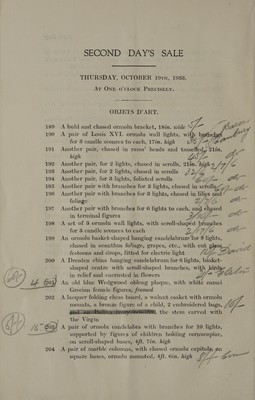 SECOND DAY'S SALE
THURSDAY, OCTOBER 19TH, 1933.
AT ONE O'CLOCK PRECISELY.
OBJETS D'ART.
189 A buhl and chased ormolu bracket, 18in. wide
190 A pair of Louis XVI. ormolu wall lights, with branches
for 3 candle sconces to each, 17in. high
191 Another pair, chased in rams' heads and tasselled, 21in.
high
192 Another pair, for 2 lights, chased in scrolls, 21in. high
193 Another pair, for 2 lights, chased in scrolls
194 Another pair, for 2 lights, foliated scrolls
195 Another pair with branches for 2 lights, chased in scrolls
196 Another pair with branches for 2 lights, chased in lilies and
foliage
197 Another pair with branches for 6 lights to each, and chased
in terminal figures
198 A set of 3 ormolu wall lights, with scroll-shaped branches
for 3 candle sconces to each
199 An ormolu basket-shaped hanging candelabrum for 9 lights,
chased in acanthus foliage, grapes, etc., with cut glass
festoons and drops, fitted for electric light
200 A Dresden china hanging candelabrum for 6 lights, basket-
shaped centre with scroll-shaped branches, with birds
in relief and encrusted in flowers
201 An old blue Wedgwood oblong plaque, with white cameo
Grecian female figures, framed
202 A lacquer folding chess board, a walnut casket with ormolu
mounts, a bronze figure of a child, 2 embroidered bags,
the stem carved with
the Virgin
203 A pair of ormolu candelabra with branches for 10 lights,
supported by figures of children holding cornucopiae,
on scroll-shaped bases, 4ft. 7in. high
204 A pair of marble columns, with chased ormolu capitals, on
square bases, ormolu mounted, 4ft. 6in. high